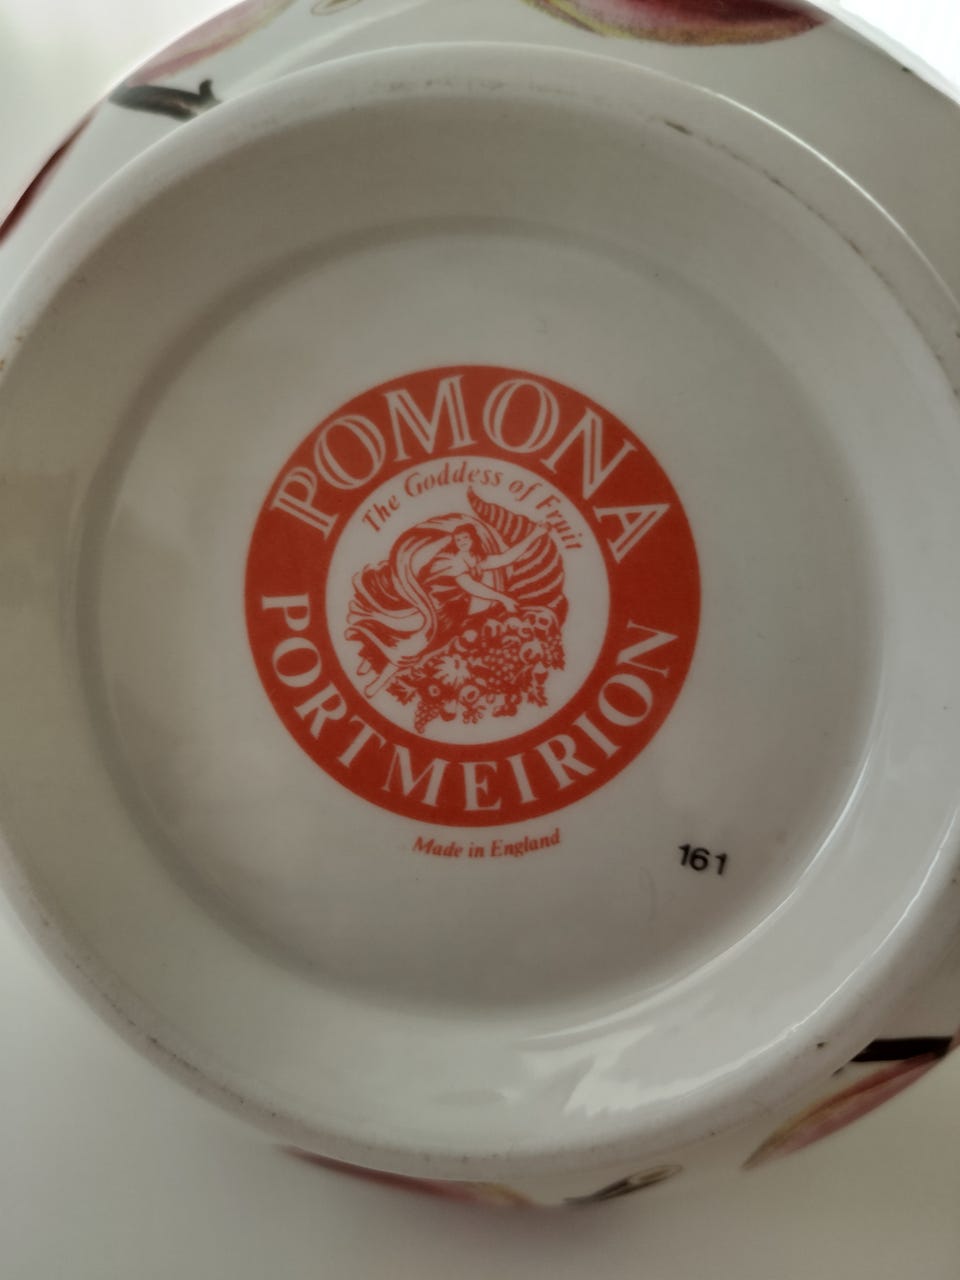 POMONA
The Goddess of Fruit
PORTMEIRION
Made in England
161